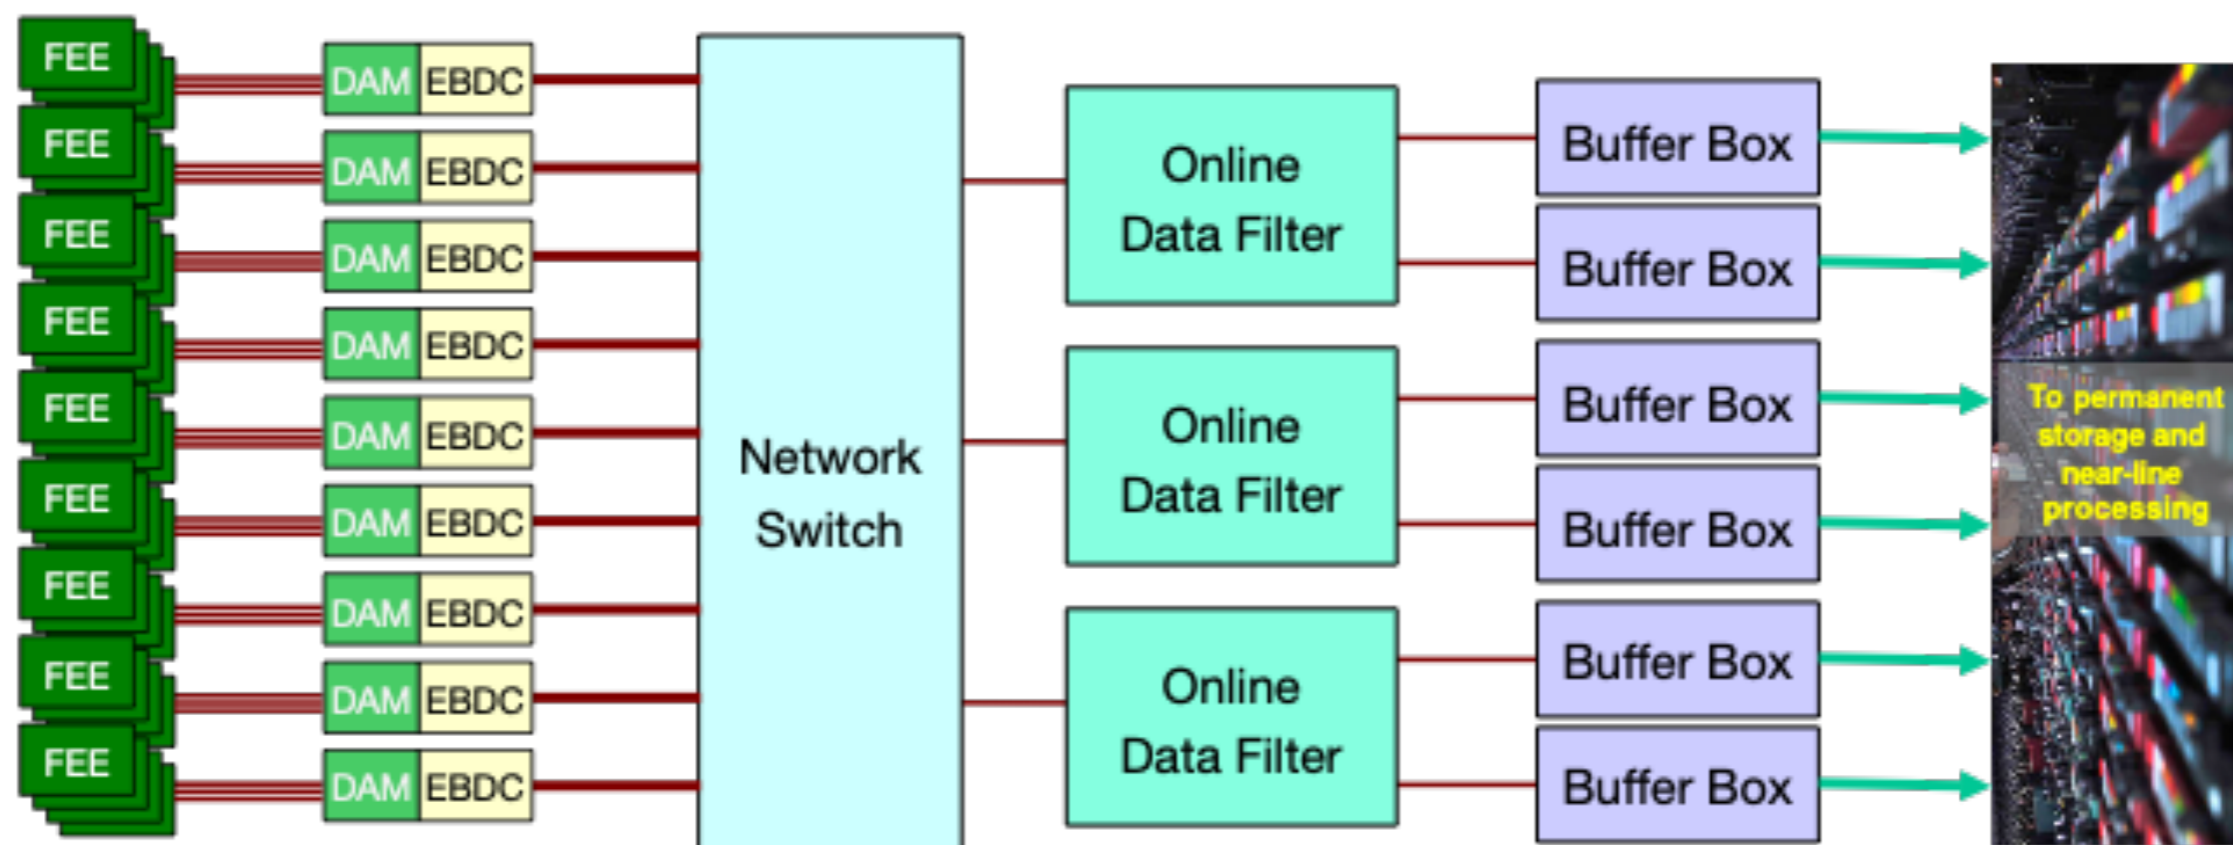 FEE
DAM EBDC
FEE
DAM EBDC
FEE
DAM EBDC
FEE
DAM EBDC
FEE
DAM EBDC
FEE
DAM EBDC
FEE
DAM EBDC
FEE
DAM EBDC
FEE
DAM EBDC
Network
Switch
Online
Data Filter
Online
Data Filter
Online
Data Filter
Buffer Box
Buffer Box
Buffer Box
Buffer Box
Buffer Box
Buffer Box
To permanent
storage and
near-line
processing